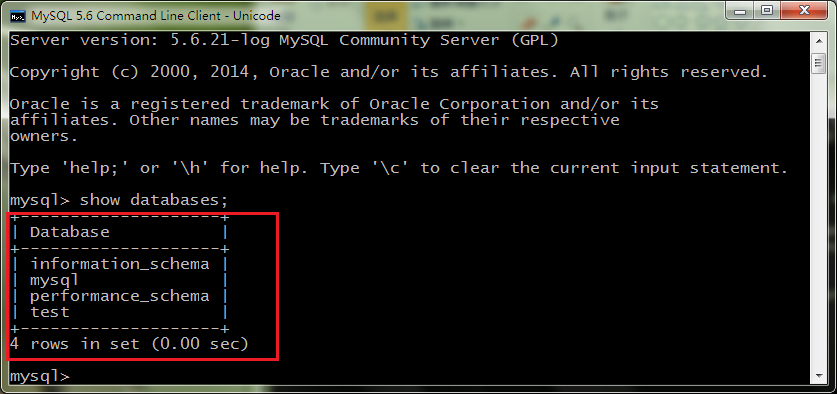 MySQL 5.6 Command Line Client - Unicode
Server version: 5.6.21-log MySQL Community Server (GPL)
Copyright (c) 2000, 2014, Oracle and/or its affiliates. All rights reserved.
Oracle is a registered trademark of Oracle Corporation and/or its
affiliates. Other names may be trademarks of their respective
owners.
Type 'help;' or '\h' for help. Type '\c' to clear the current input statement.
mysql> show databases;
+--------------------+
| Database           |
+--------------------+
| information_schema |
| mysql              |
| performance_schema |
| test               |
+--------------------+
4 rows in set (0.00 sec)
mysql>